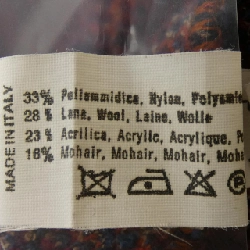 MADE IN ITALY
33% Poliammidica, Nylon, Polyamid
28% Lana, Wool, Laine, Wolle
23% Acrilica, Acrylic, Acrylique,
16% Mohair, Mohair, Mohair, Moha